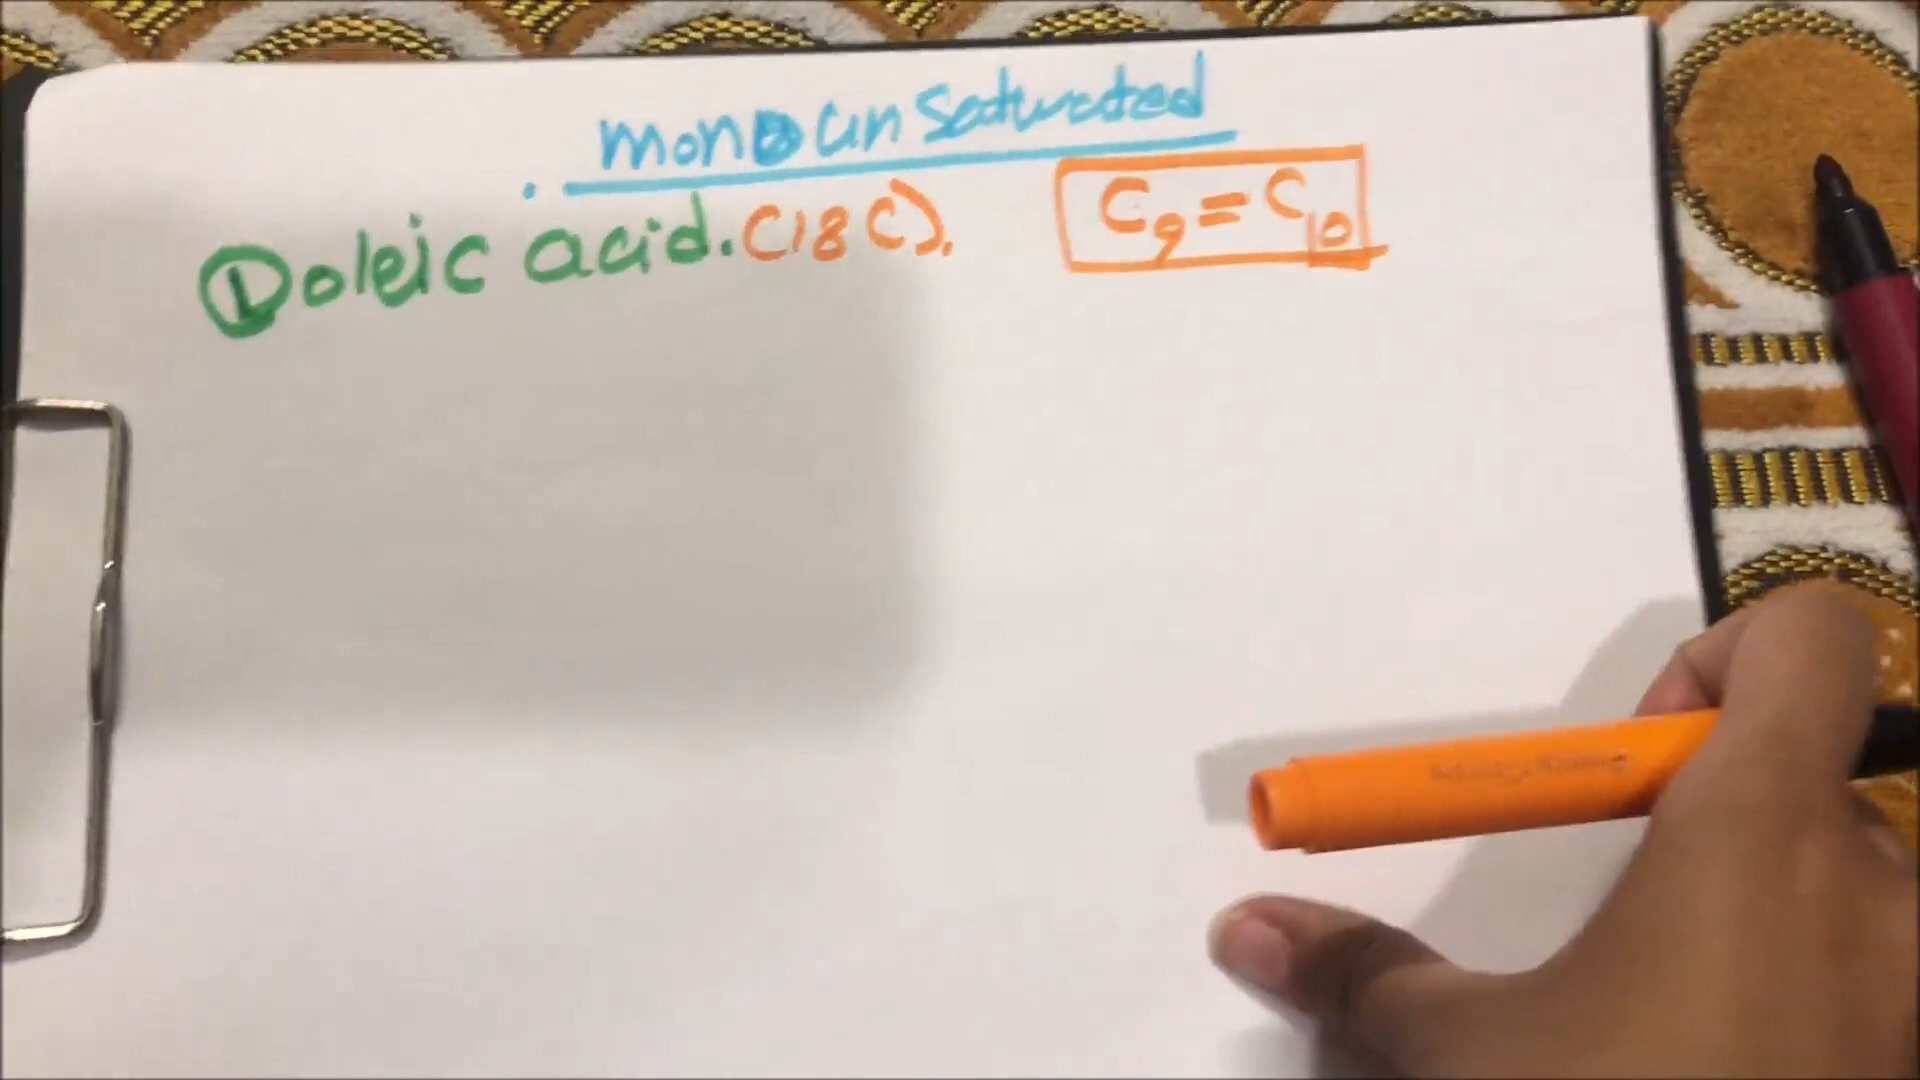 monounsaturated
① oleic acid. (18 C). C₉ = C₁₀